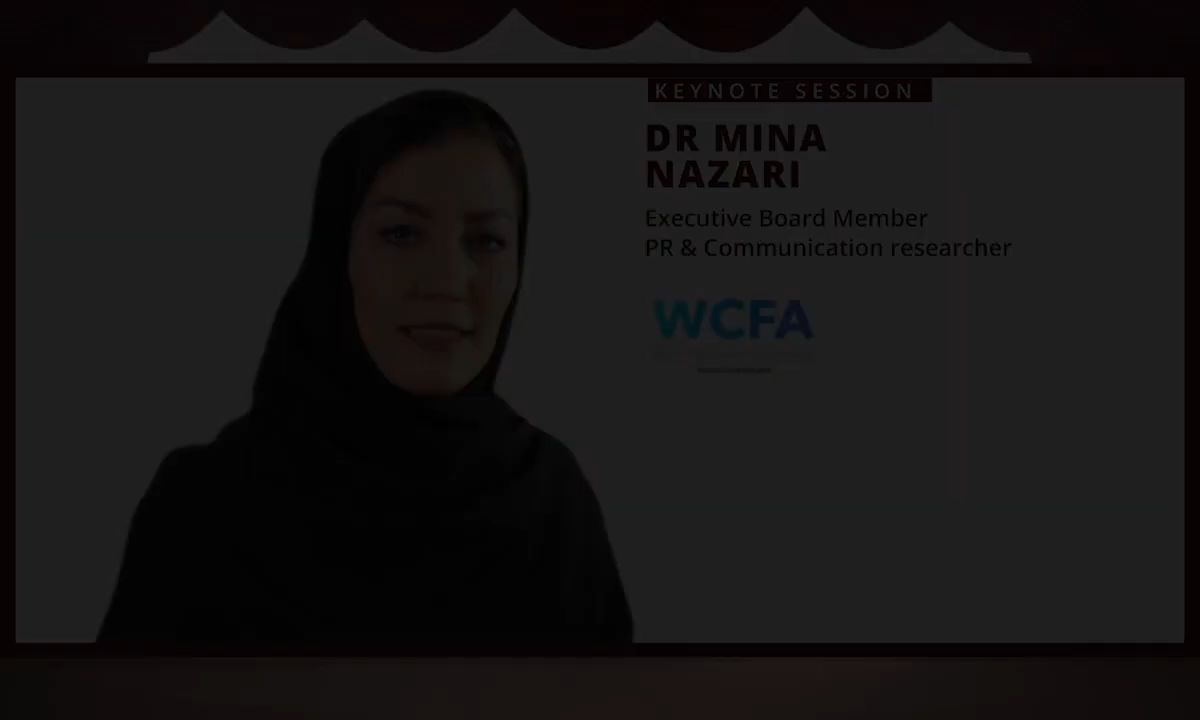 KEYNOTE SESSION
DR MINA
NAZARI
Executive Board Member
PR & Communication researcher
WCFA